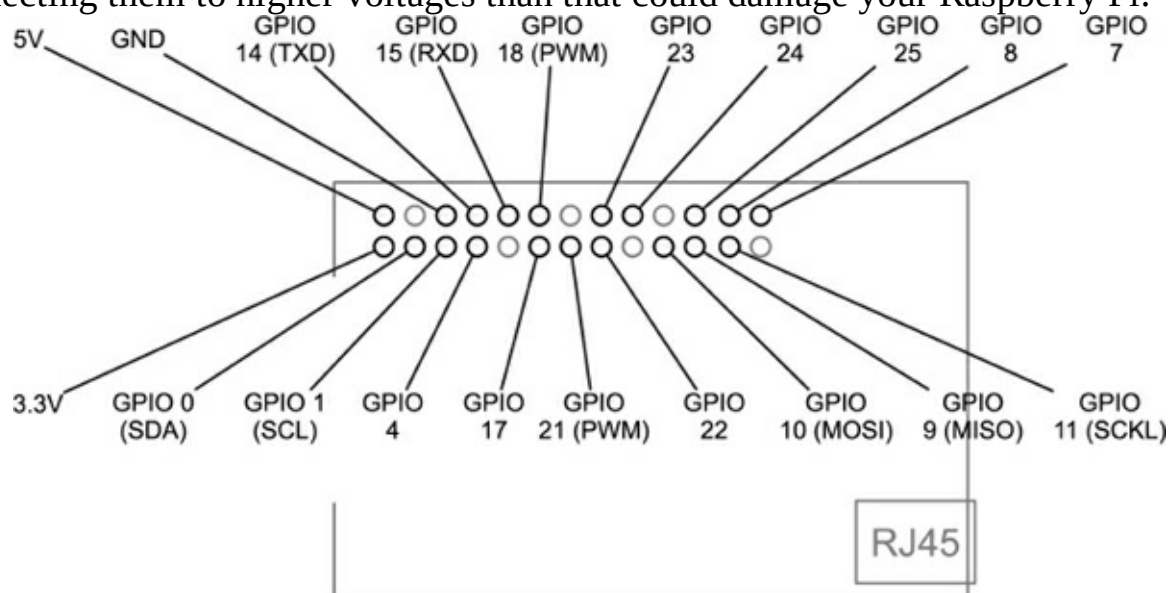 necting them to higher voltages than that could damage your Raspberry Pi.
5V GND GPIO 14 (TXD) GPIO 15 (RXD) GPIO 18 (PWM) GPIO 23 GPIO 24 GPIO 25 GPIO 8 GPIO 7
3.3V GPIO 0 (SDA) GPIO 1 (SCL) GPIO 4 GPIO 17 GPIO 21 (PWM) GPIO 22 GPIO 10 (MOSI) GPIO 9 (MISO) GPIO 11 (SCKL)
RJ45